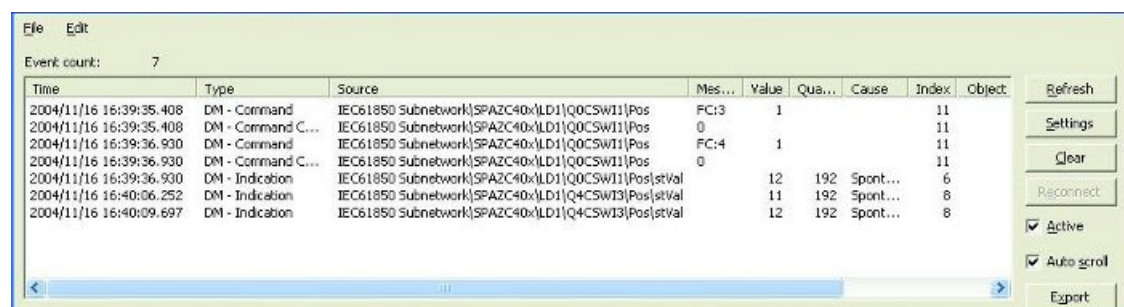 File Edit
Event count: 7
Time Type Source Mes... Value Qua... Cause Index Object
2004/11/16 16:39:35.408 DM - Command IEC61850 Subnetwork\SPAZC40x\LD1\Q0CSWI1\Pos FC:3 1 11
2004/11/16 16:39:35.408 DM - Command C... IEC61850 Subnetwork\SPAZC40x\LD1\Q0CSWI1\Pos 0 11
2004/11/16 16:39:36.930 DM - Command IEC61850 Subnetwork\SPAZC40x\LD1\Q0CSWI1\Pos FC:4 1 11
2004/11/16 16:39:36.930 DM - Command C... IEC61850 Subnetwork\SPAZC40x\LD1\Q0CSWI1\Pos 0 11
2004/11/16 16:39:36.930 DM - Indication IEC61850 Subnetwork\SPAZC40x\LD1\Q0CSWI1\Pos\stVal 12 192 Spont... 6
2004/11/16 16:40:06.252 DM - Indication IEC61850 Subnetwork\SPAZC40x\LD1\Q4CSWI3\Pos\stVal 11 192 Spont... 8
2004/11/16 16:40:09.697 DM - Indication IEC61850 Subnetwork\SPAZC40x\LD1\Q4CSWI3\Pos\stVal 12 192 Spont... 8
Refresh
Settings
Clear
Reconnect
Active
Auto scroll
Export